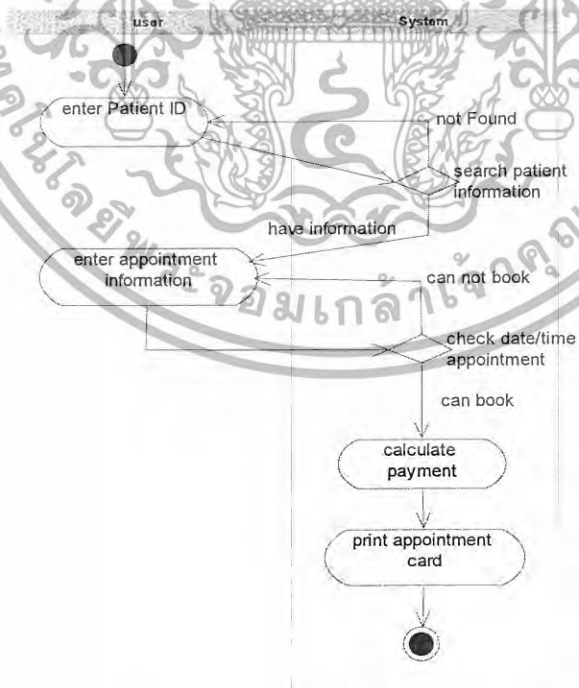 user System
enter Patient ID
not Found
search patient
information
have information
enter appointment
information
can not book
check date/time
appointment
can book
calculate
payment
print appointment
card